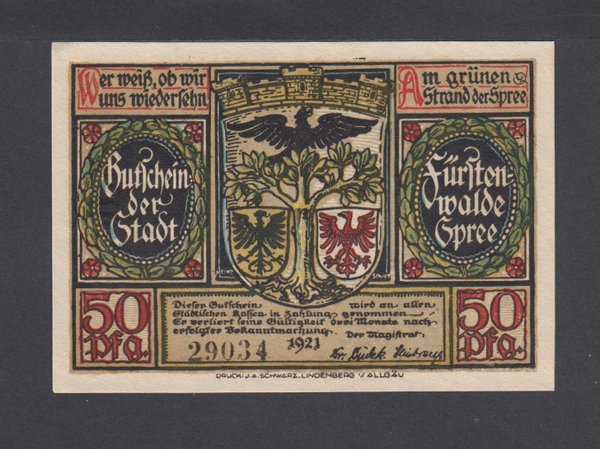 Wer weiß, ob wir
uns wiedersehn
Am grünen
Strand der Spree
Gutschein
der
Stadt
Fürsten-
walde
Spree
50
Pfg.
50
Pfg.
Dieser Gutschein wird an allen
Städtischen Kassen in Zahlung genommen
Er verliert seine Gültigkeit drei Monate nach
erfolgter Bekanntmachung.
1921
Der Magistrat
29034
DRUCK: J.A. SCHWARZ, LINDENBERG i/ ALLGÄU